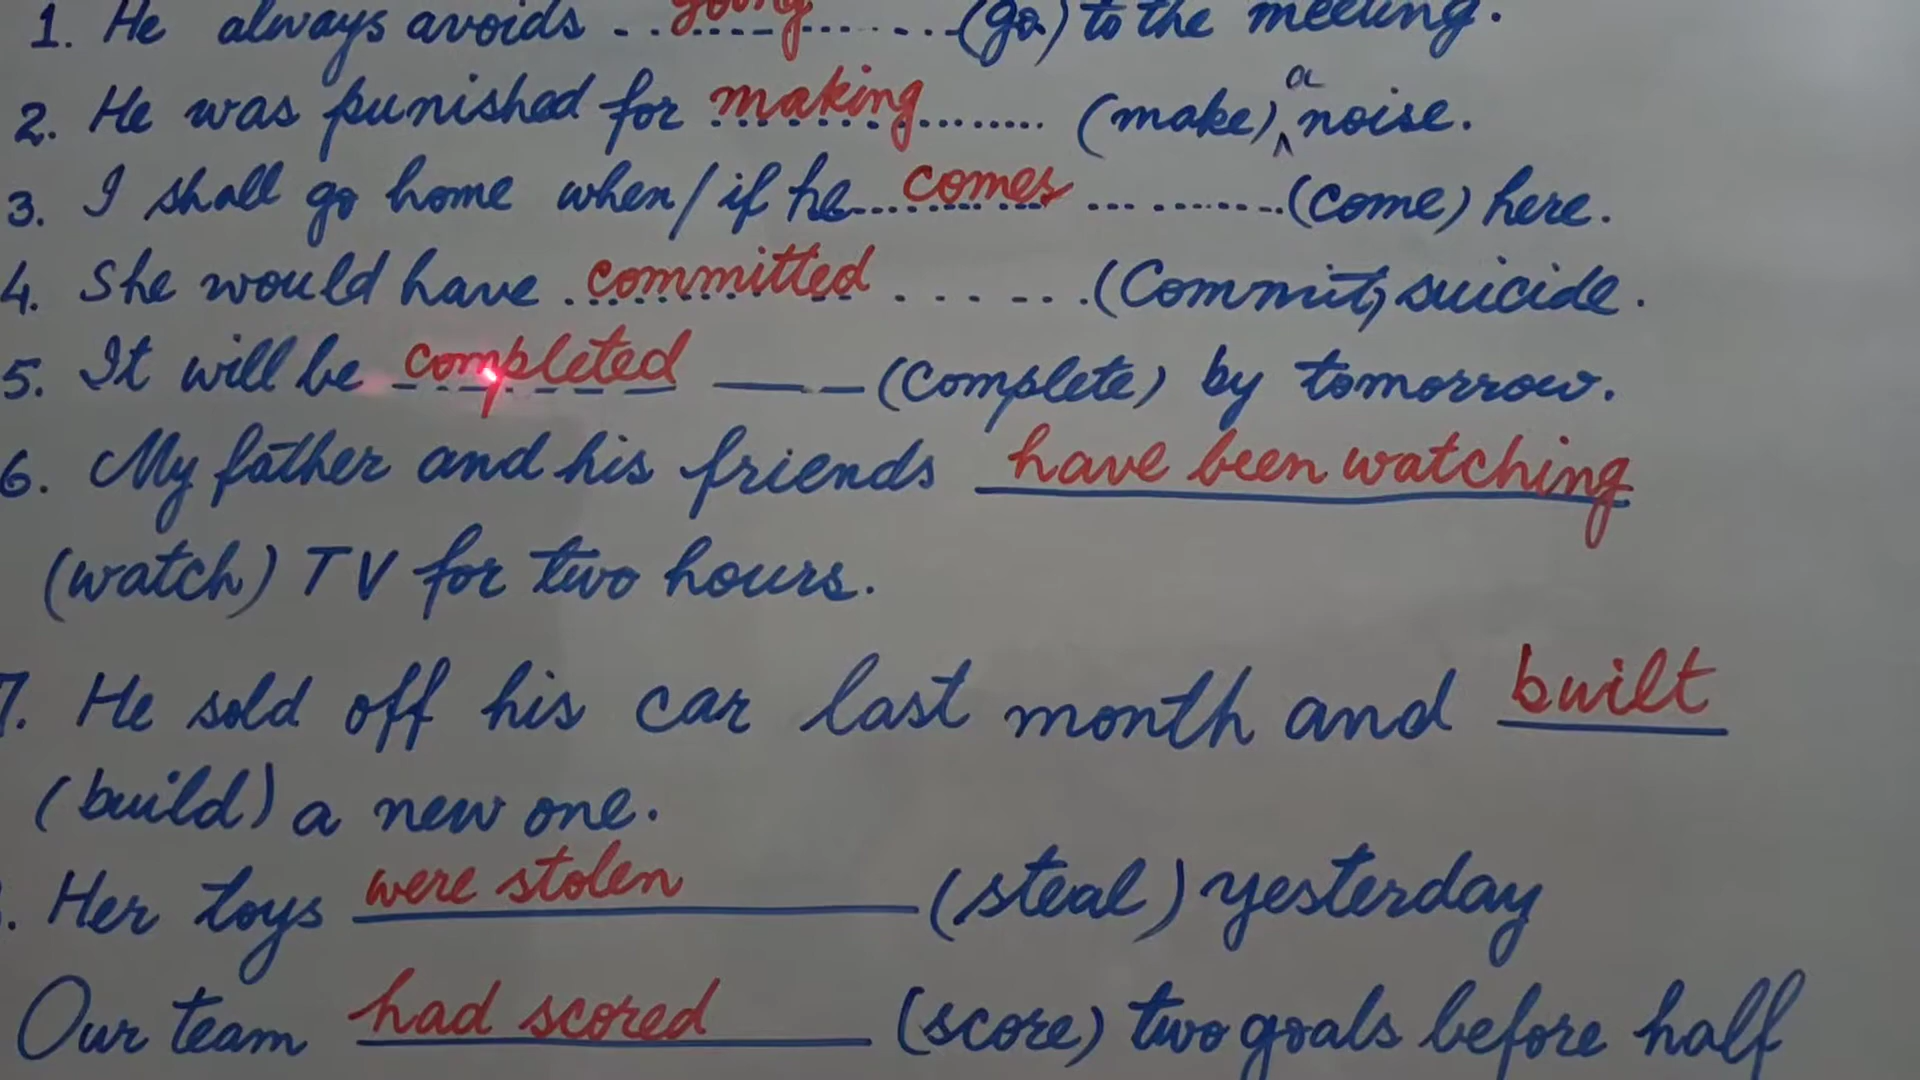 1. He always avoids ....going....... (go) to the meeting.
2. He was punished for making ....... (make) a noise.
3. I shall go home when/if he...comes ... ........(come) here.
4. She would have .committed . . . - - - .(Commit) suicide.
5. It will be completed ———— (Complete) by tomorrow.
6. My father and his friends have been watching
(watch) TV for two hours.
7. He sold off his car last month and built
(build) a new one.
. Her toys were stolen (steal) yesterday
Our team had scored (score) two goals before half